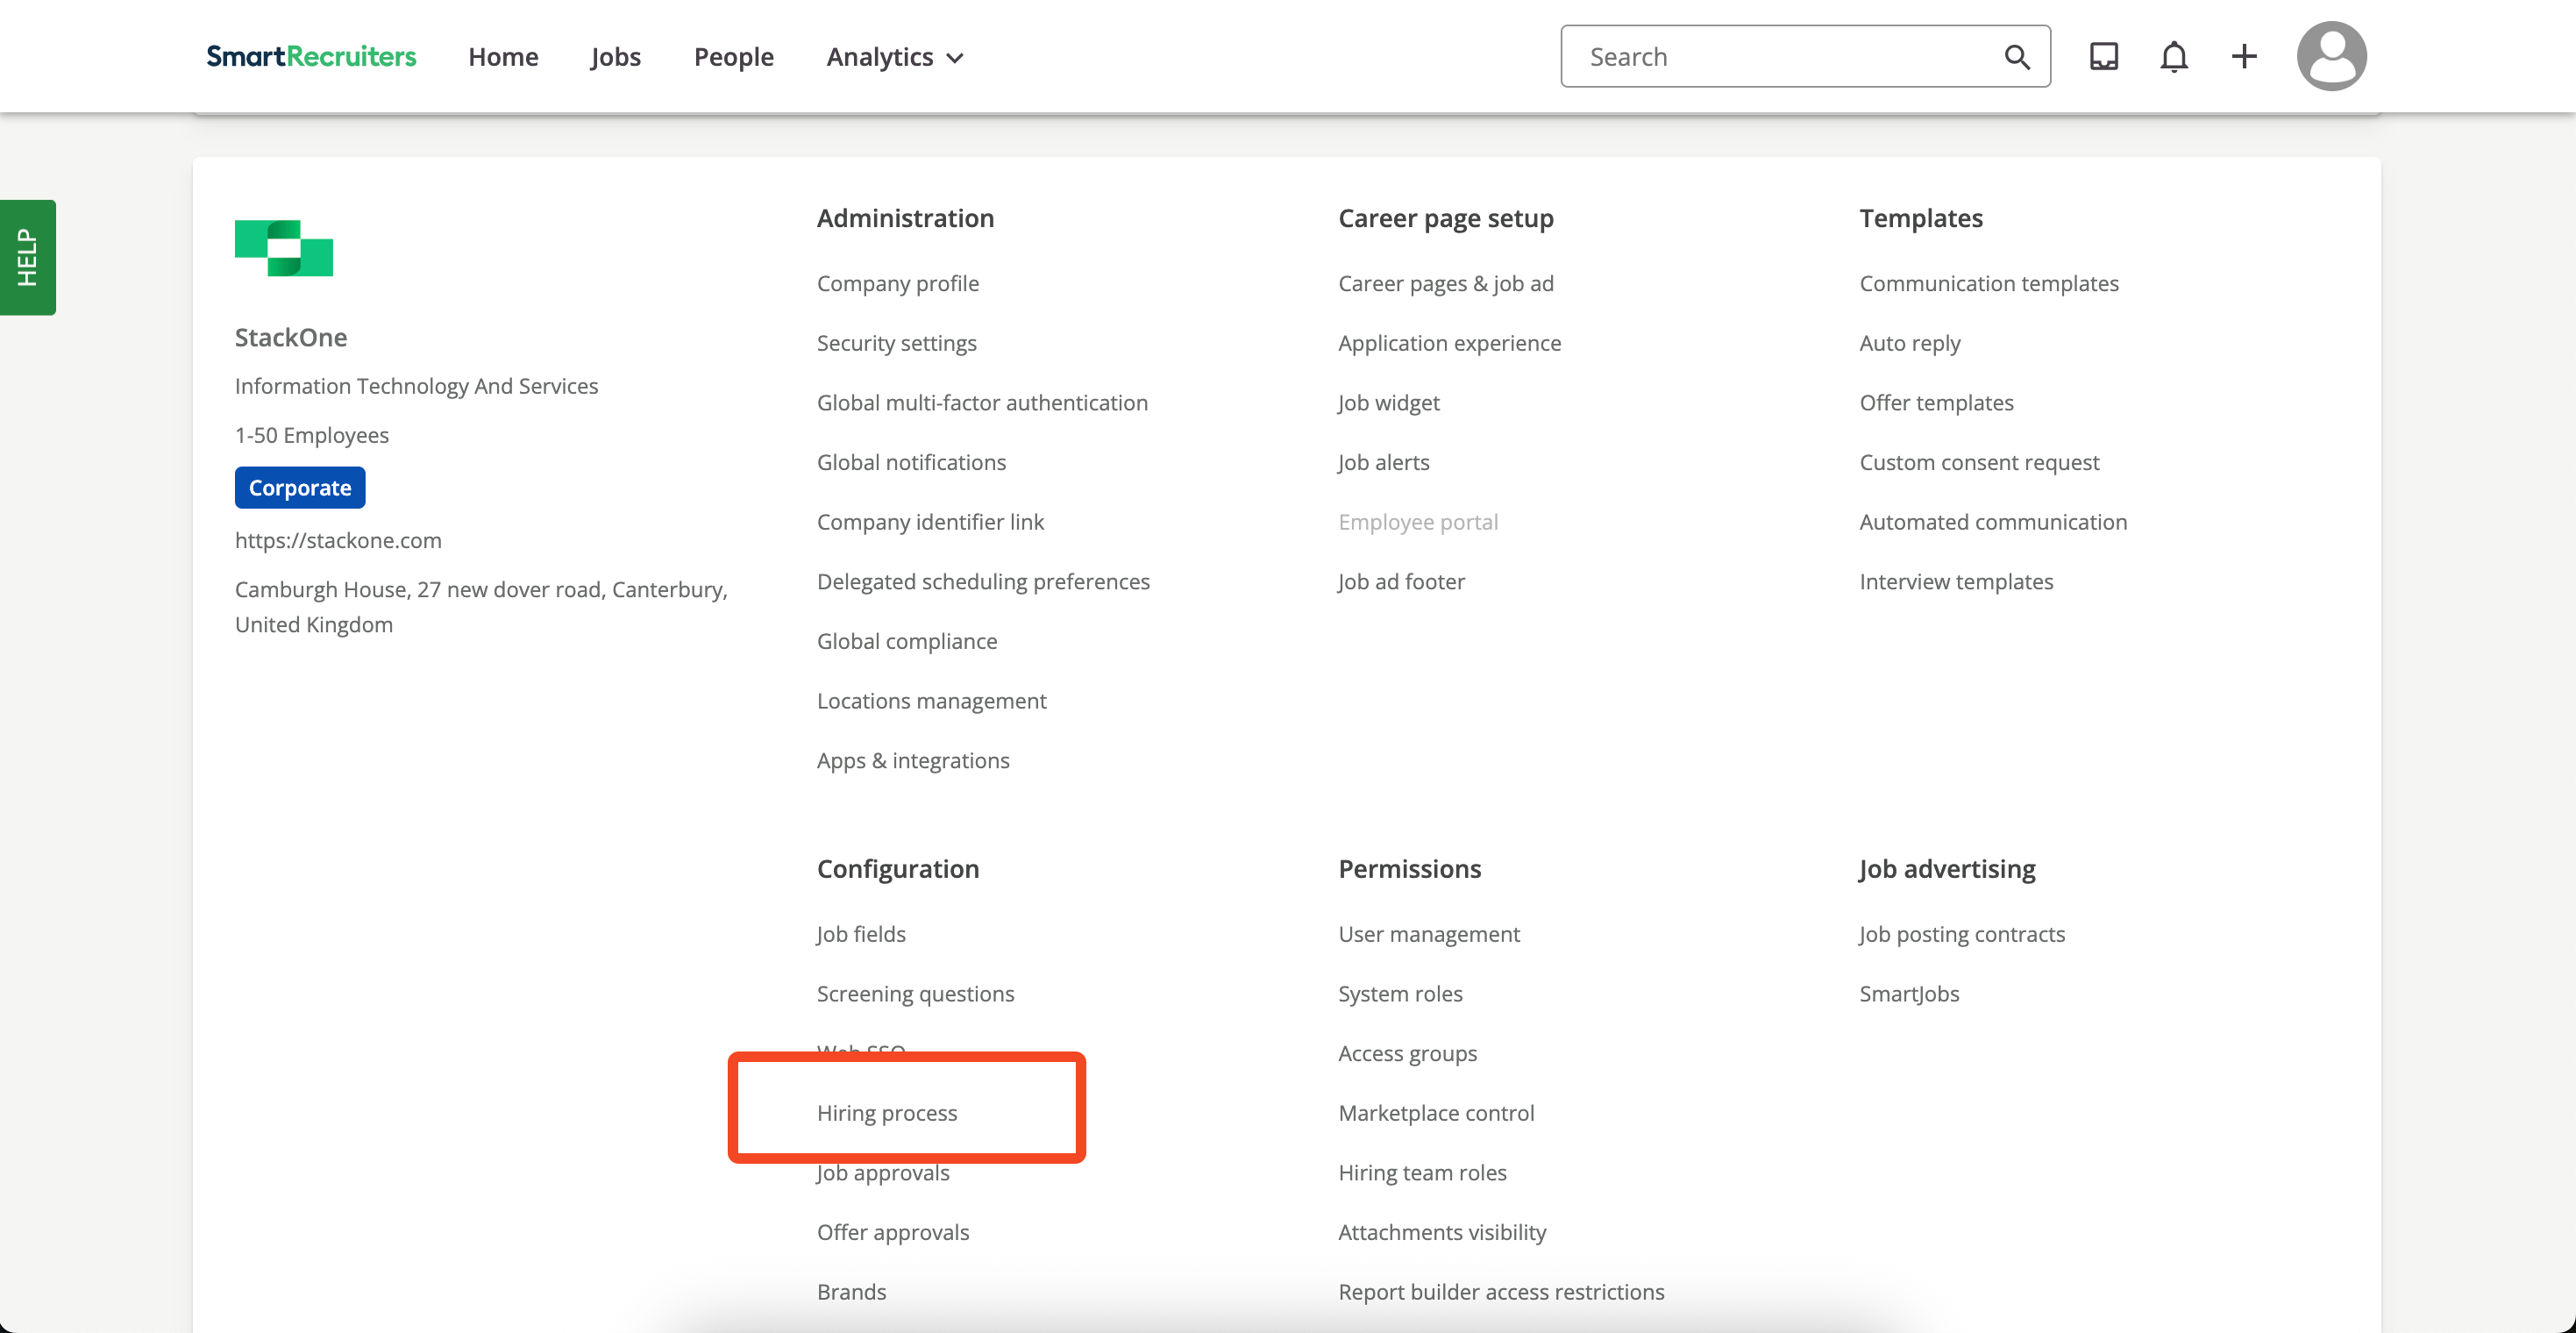 SmartRecruiters
Home
Jobs
People
Analytics
Search
HELP
StackOne
Information Technology And Services
1-50 Employees
Corporate
https://stackone.com
Camburgh House, 27 new dover road, Canterbury,
United Kingdom
Administration
Company profile
Security settings
Global multi-factor authentication
Global notifications
Company identifier link
Delegated scheduling preferences
Global compliance
Locations management
Apps & integrations
Career page setup
Career pages & job ad
Application experience
Job widget
Job alerts
Employee portal
Job ad footer
Templates
Communication templates
Auto reply
Offer templates
Custom consent request
Automated communication
Interview templates
Configuration
Job fields
Screening questions
Web SSO
Hiring process
Job approvals
Offer approvals
Brands
Permissions
User management
System roles
Access groups
Marketplace control
Hiring team roles
Attachments visibility
Report builder access restrictions
Job advertising
Job posting contracts
SmartJobs